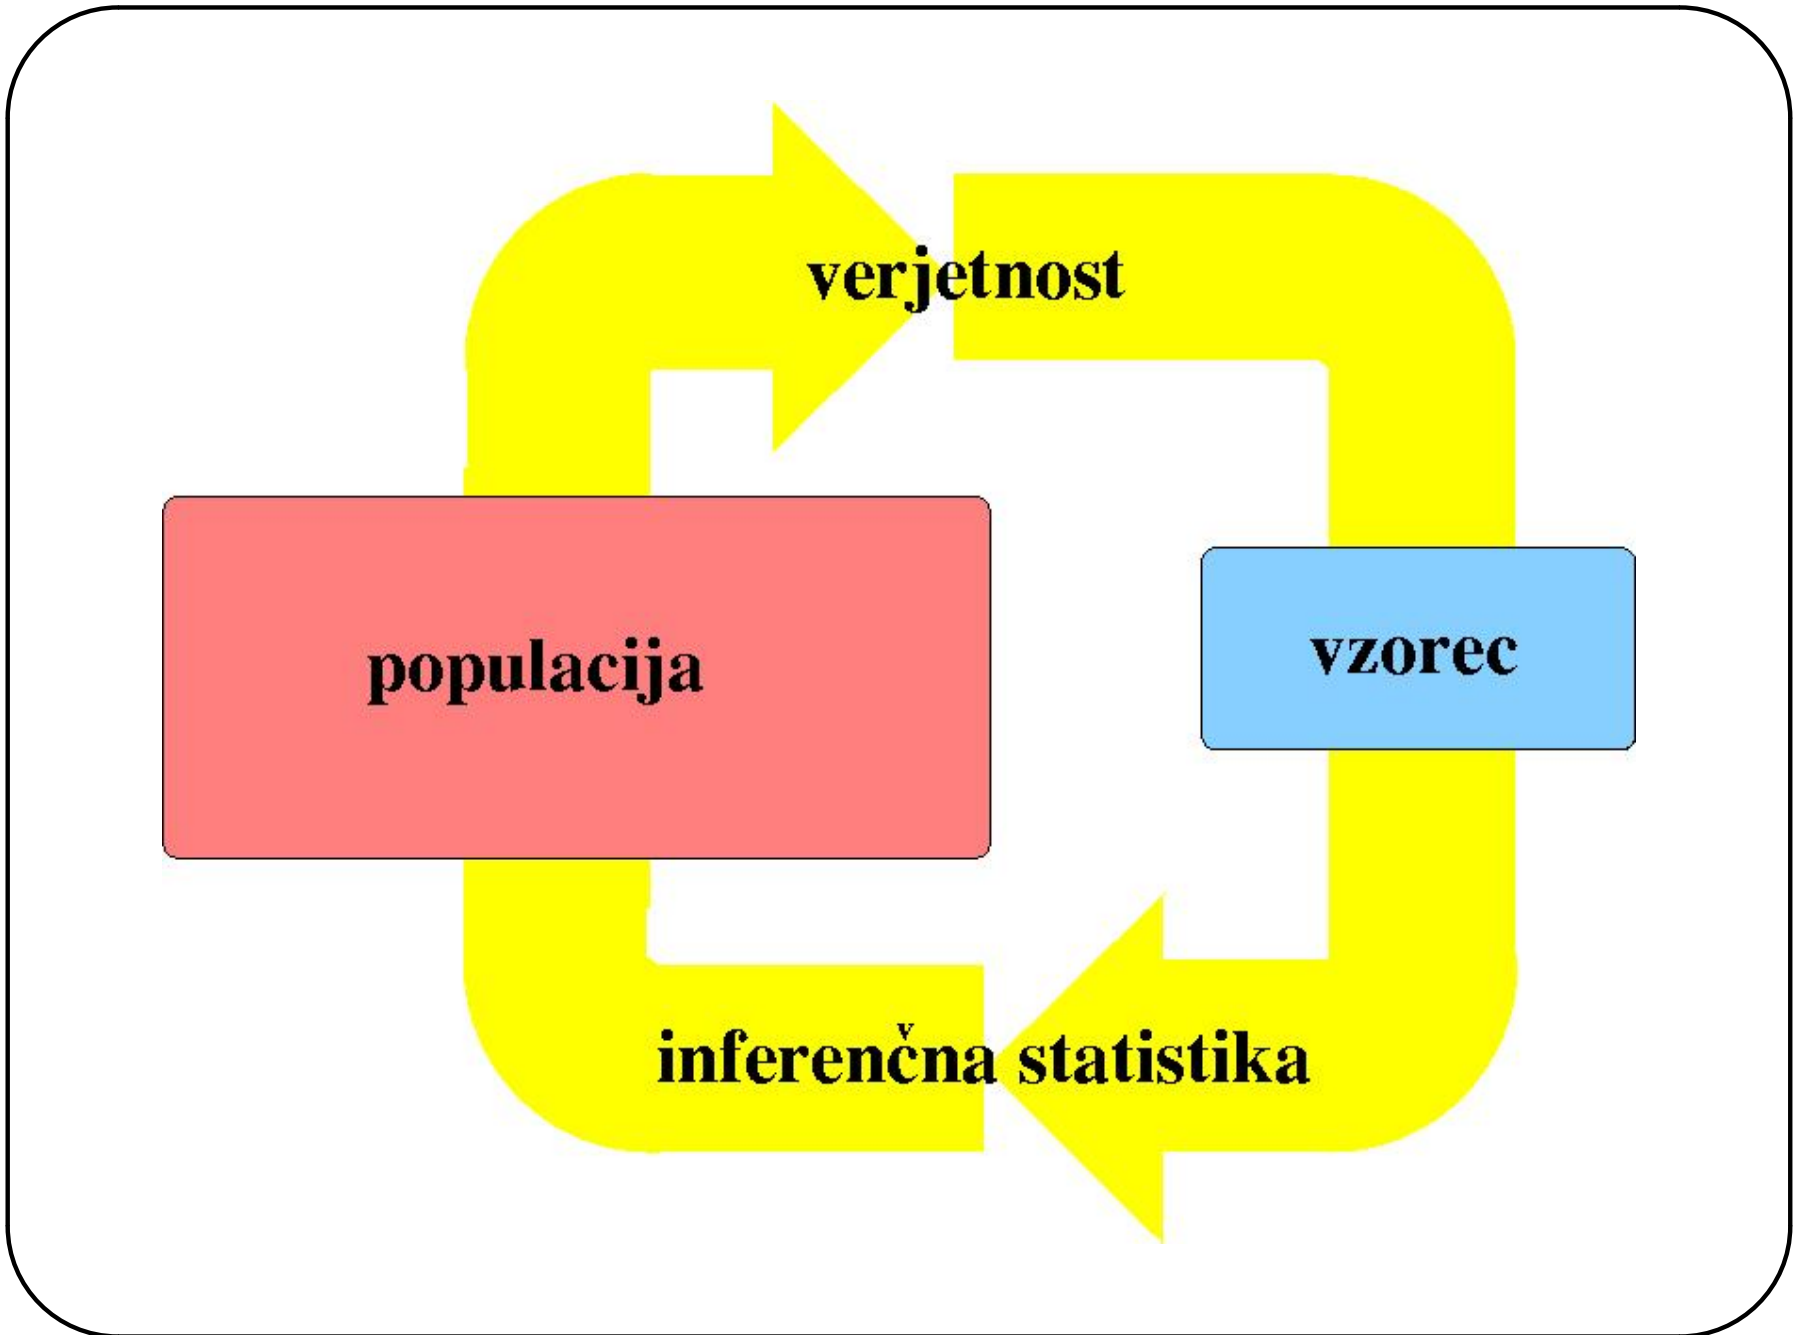 verjetnost
populacija
vzorec
inferenčna statistika